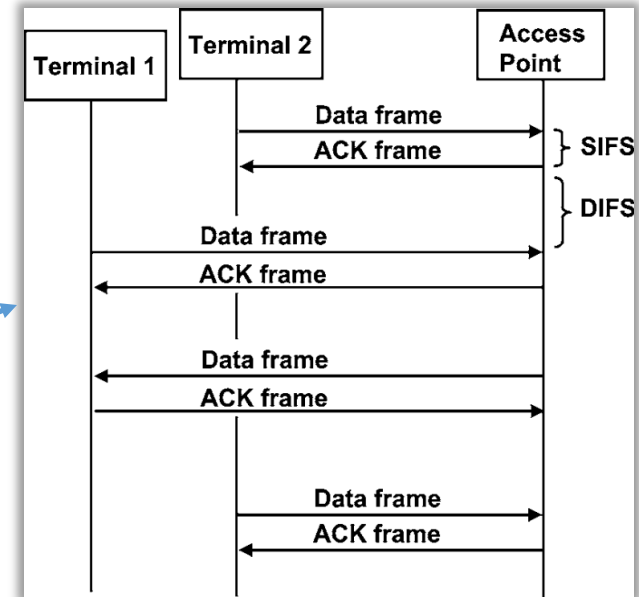 Terminal 1
Terminal 2
Access
Point
Data frame
ACK frame
SIFS
DIFS
Data frame
ACK frame
Data frame
ACK frame
Data frame
ACK frame